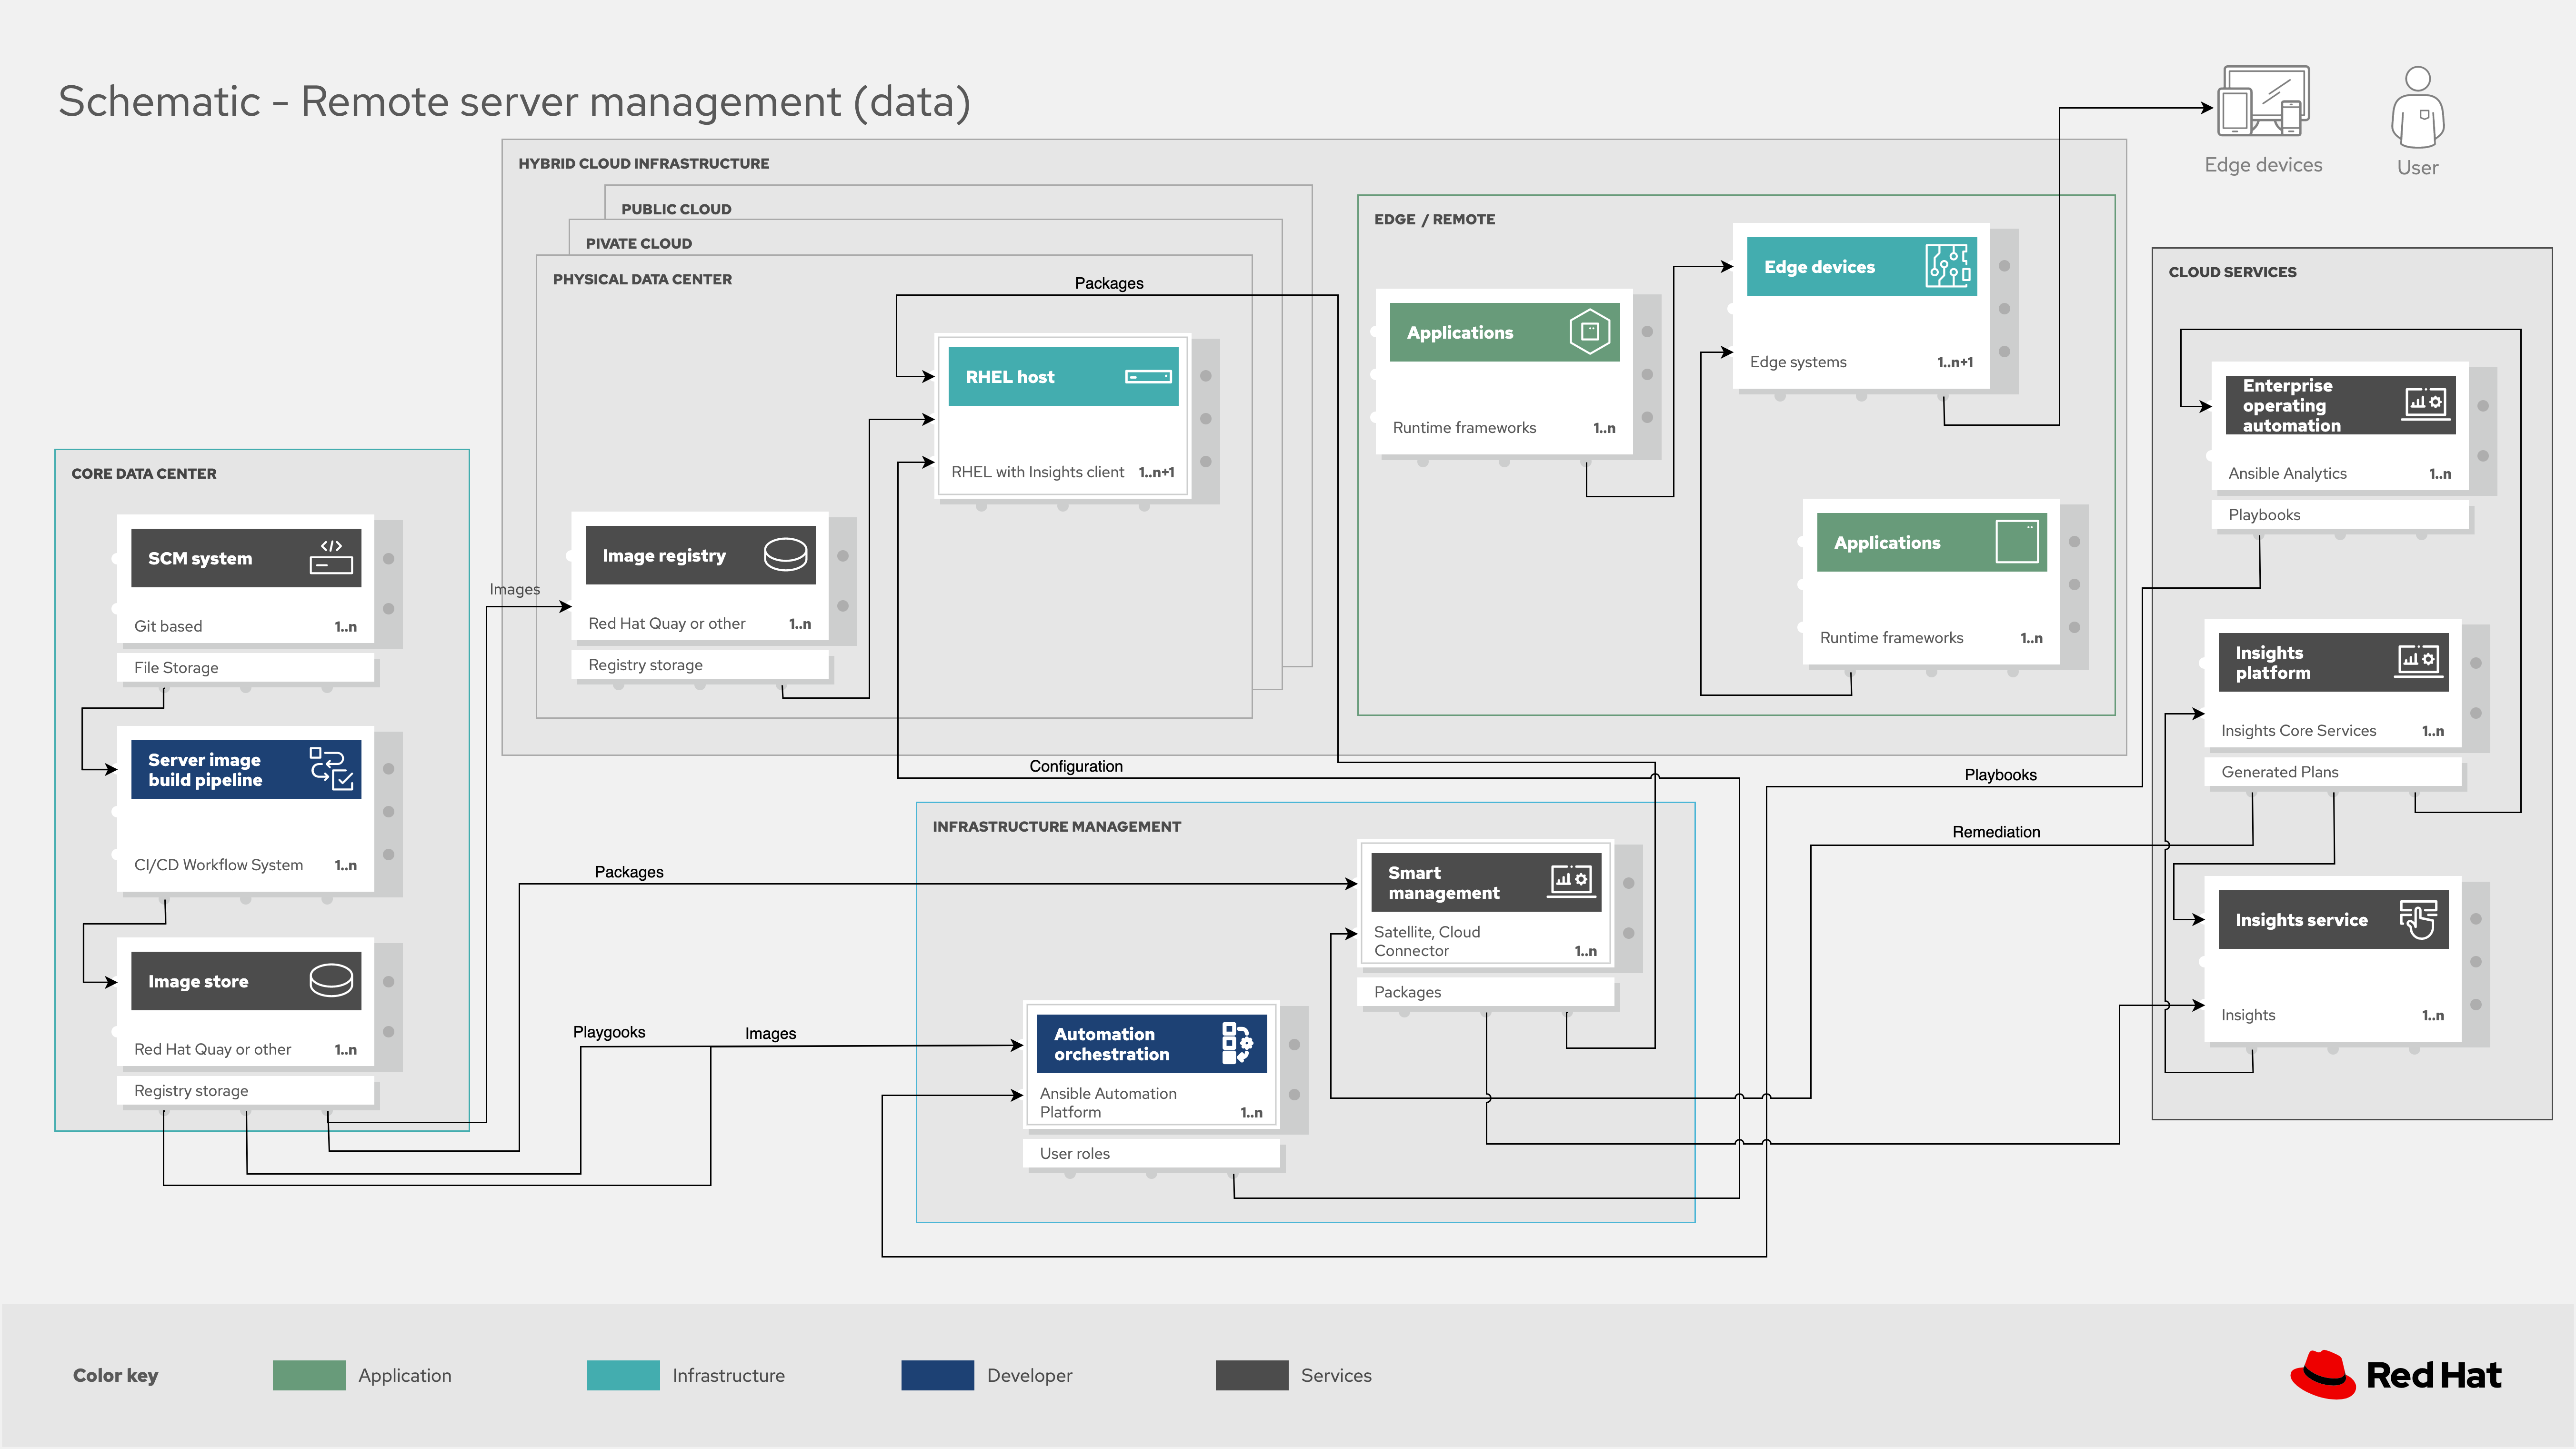 Schematic - Remote server management (data)
Edge devices
User
HYBRID CLOUD INFRASTRUCTURE
PUBLIC CLOUD
PIVATE CLOUD
PHYSICAL DATA CENTER
Packages
RHEL host
RHEL with Insights client 1..n+1
Image registry
Red Hat Quay or other 1..n
Registry storage
Images
EDGE / REMOTE
Applications
Runtime frameworks 1..n
Edge devices
Edge systems 1..n+1
Applications
Runtime frameworks 1..n
CLOUD SERVICES
Enterprise
operating
automation
Ansible Analytics 1..n
Playbooks
Insights
platform
Insights Core Services 1..n
Generated Plans
Insights service
Insights 1..n
CORE DATA CENTER
SCM system
Git based 1..n
File Storage
Server image
build pipeline
CI/CD Workflow System 1..n
Image store
Red Hat Quay or other 1..n
Registry storage
Configuration
Playbooks
Remediation
Packages
Playgooks
Images
INFRASTRUCTURE MANAGEMENT
Smart
management
Satellite, Cloud
Connector 1..n
Packages
Automation
orchestration
Ansible Automation
Platform 1..n
User roles
Color key
Application
Infrastructure
Developer
Services
Red Hat